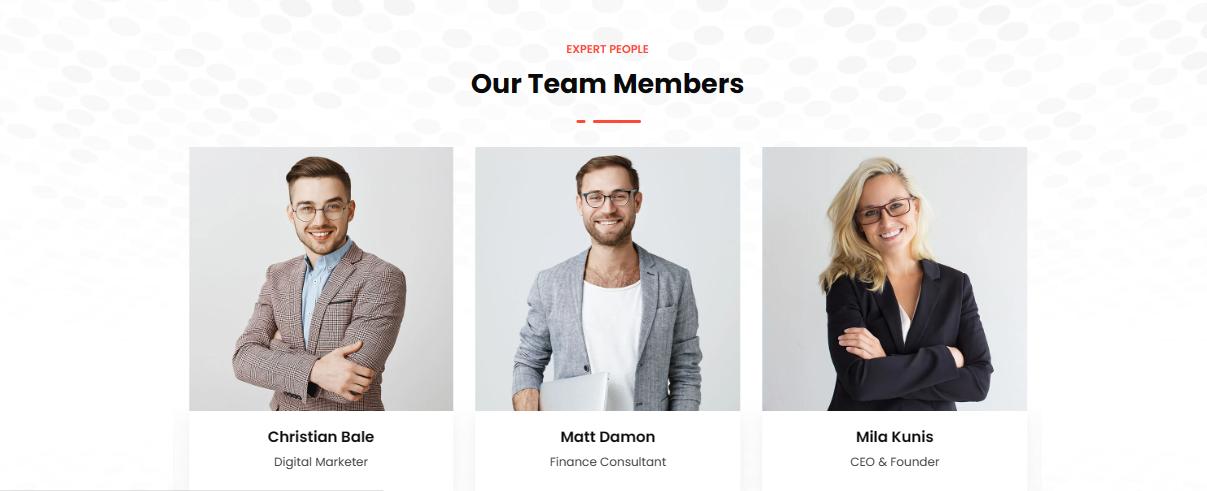 EXPERT PEOPLE
Our Team Members
Christian Bale
Matt Damon
Mila Kunis
Digital Marketer
Finance Consultant
CEO & Founder